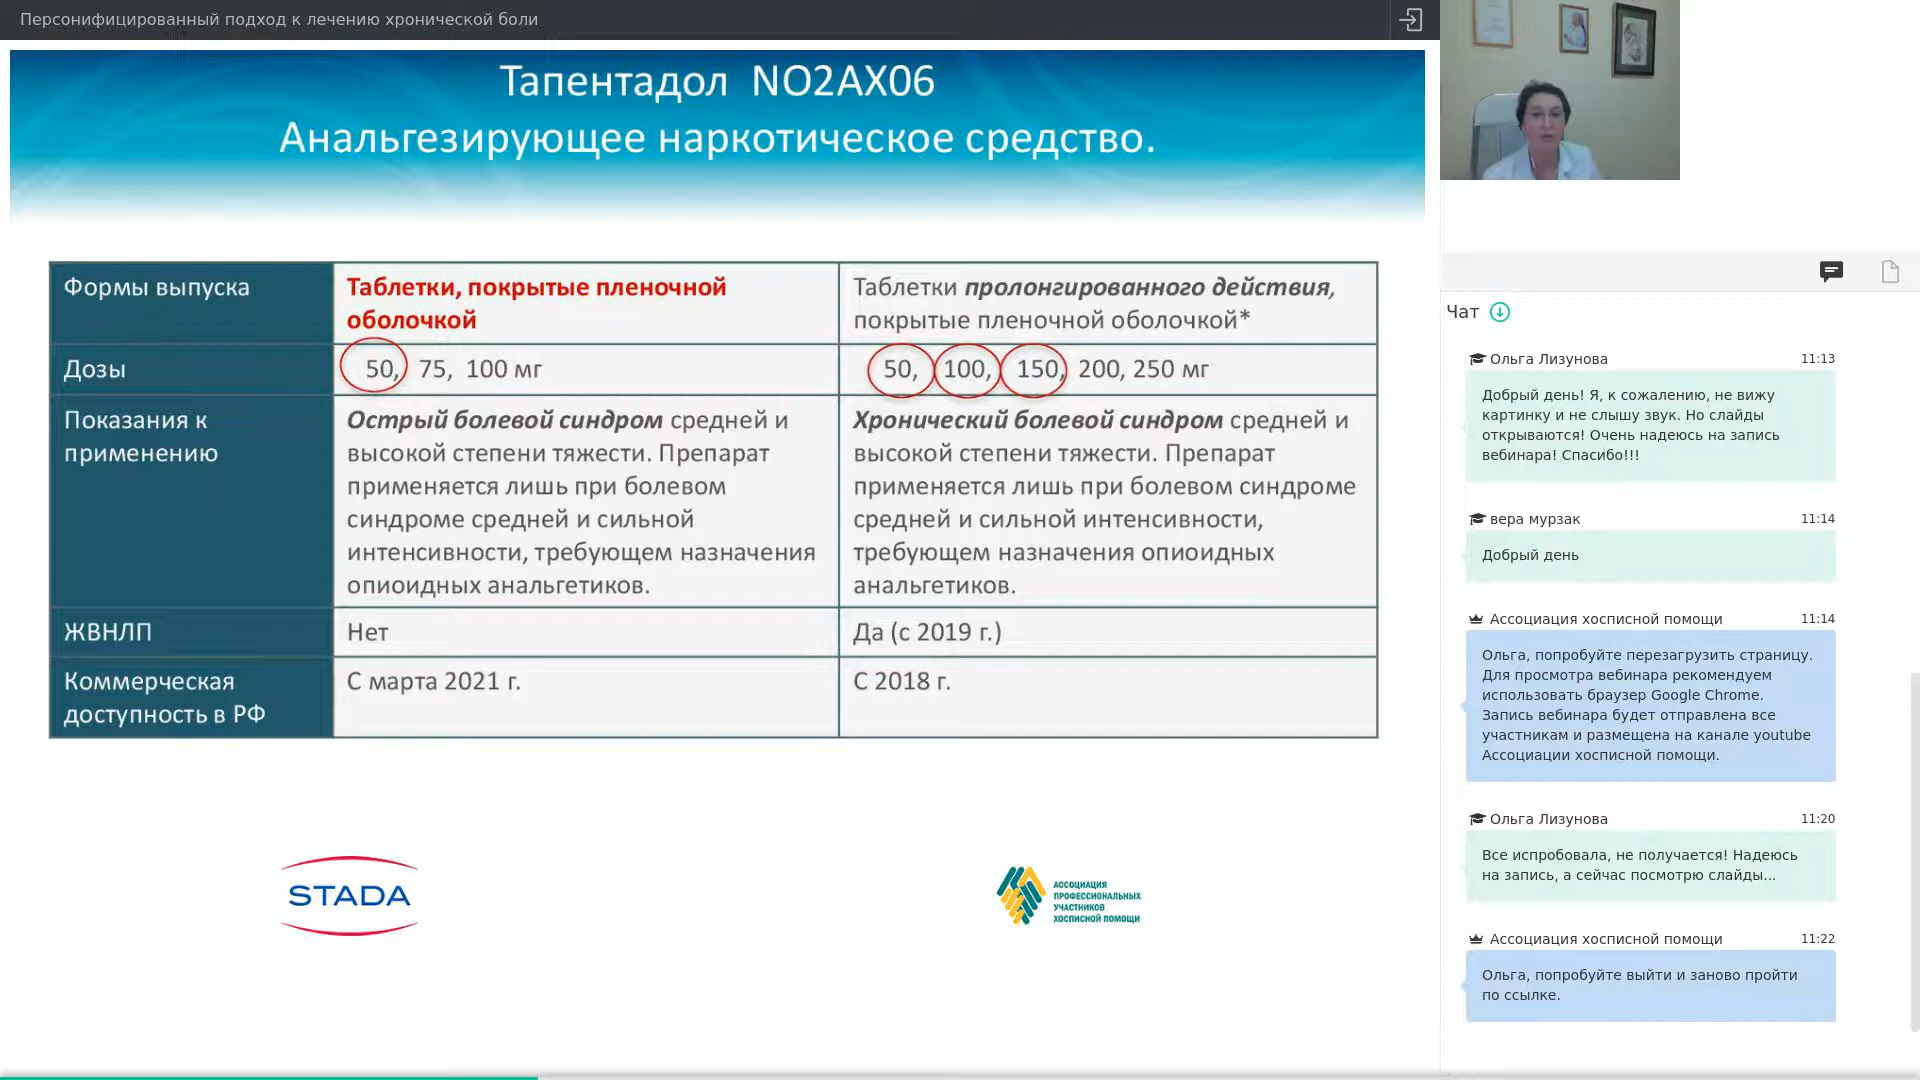 Персонифицированный подход к лечению хронической боли
Тапентадол NO2AX06
Анальгезирующее наркотическое средство.
Формы выпуска
Таблетки, покрытые пленочной
оболочкой
Таблетки пролонгированного действия,
покрытые пленочной оболочкой*
Дозы
50, 75, 100 мг
50, 100, 150, 200, 250 мг
Показания к
применению
Острый болевой синдром средней и
высокой степени тяжести. Препарат
применяется лишь при болевом
синдроме средней и сильной
интенсивности, требующем назначения
опиоидных анальгетиков.
Хронический болевой синдром средней и
высокой степени тяжести. Препарат
применяется лишь при болевом синдроме
средней и сильной интенсивности,
требующем назначения опиоидных
анальгетиков.
ЖВНЛП
Нет
Да (с 2019 г.)
Коммерческая
доступность в РФ
С марта 2021 г.
С 2018 г.
STADA
АССОЦИАЦИЯ
ПРОФЕССИОНАЛЬНЫХ
УЧАСТНИКОВ
ХОСПИСНОЙ ПОМОЩИ
Чат
Ольга Лизунова 11:13
Добрый день! Я, к сожалению, не вижу
картинку и не слышу звук. Но слайды
открываются! Очень надеюсь на запись
вебинара! Спасибо!!!
вера мурзак 11:14
Добрый день
Ассоциация хосписной помощи 11:14
Ольга, попробуйте перезагрузить страницу.
Для просмотра вебинара рекомендуем
использовать браузер Google Chrome.
Запись вебинара будет отправлена все
участникам и размещена на канале youtube
Ассоциации хосписной помощи.
Ольга Лизунова 11:20
Все испробовала, не получается! Надеюсь
на запись, а сейчас посмотрю слайды...
Ассоциация хосписной помощи 11:22
Ольга, попробуйте выйти и заново пройти
по ссылке.